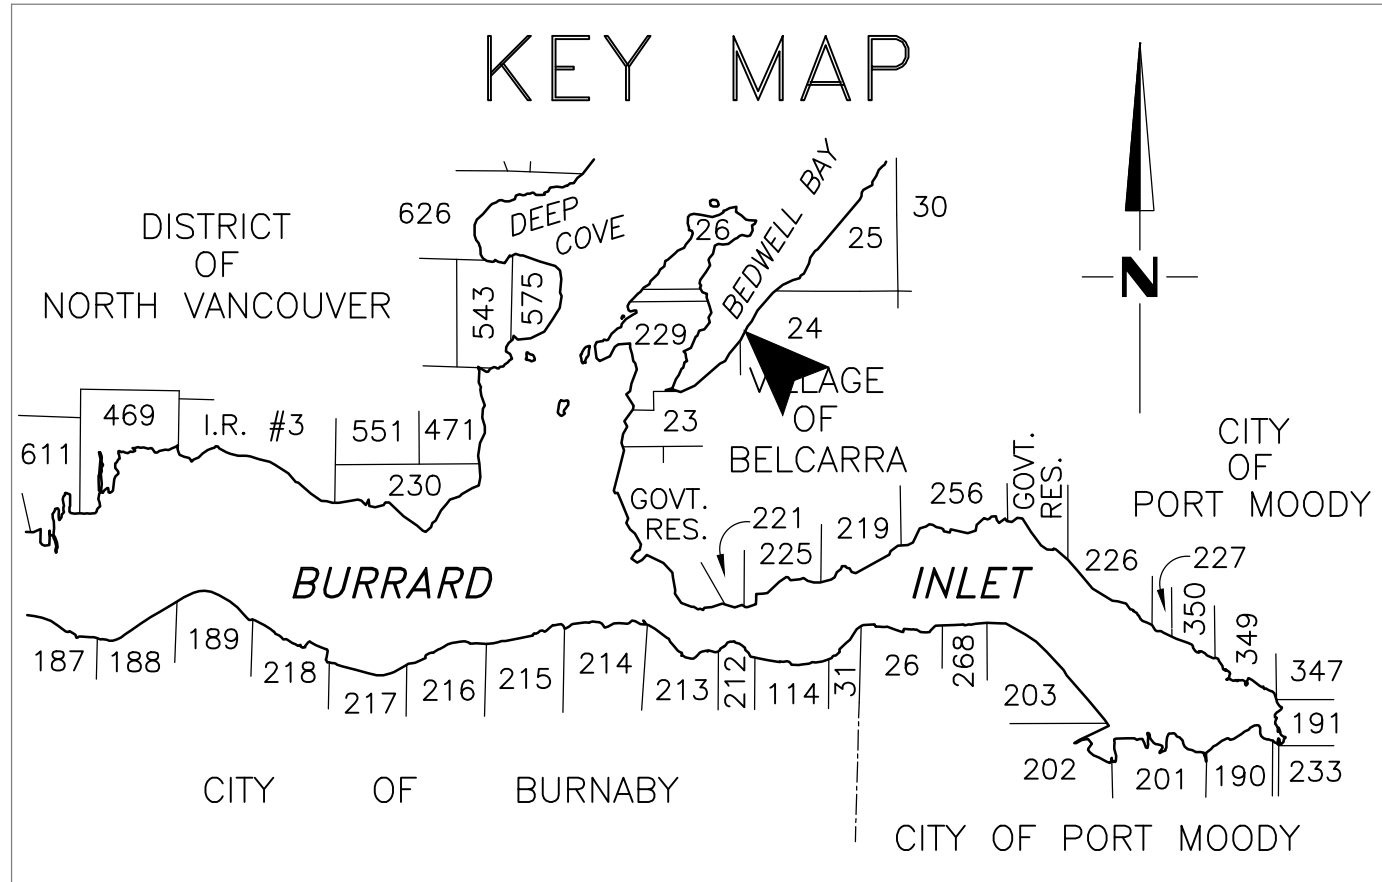 KEY MAP
N
DISTRICT
OF
NORTH VANCOUVER
626
DEEP
COVE
543
575
26
BEDWELL BAY
25
30
229
24
VILLAGE
OF
BELCARRA
23
469
I.R. #3
551
471
611
230
GOVT.
RES.
221
225
219
256
GOVT.
RES.
CITY
OF
PORT MOODY
226
227
350
349
347
191
233
BURRARD
INLET
187
188
189
218
217
216
215
214
213
212
114
31
26
268
203
202
201
190
CITY OF BURNABY
CITY OF PORT MOODY